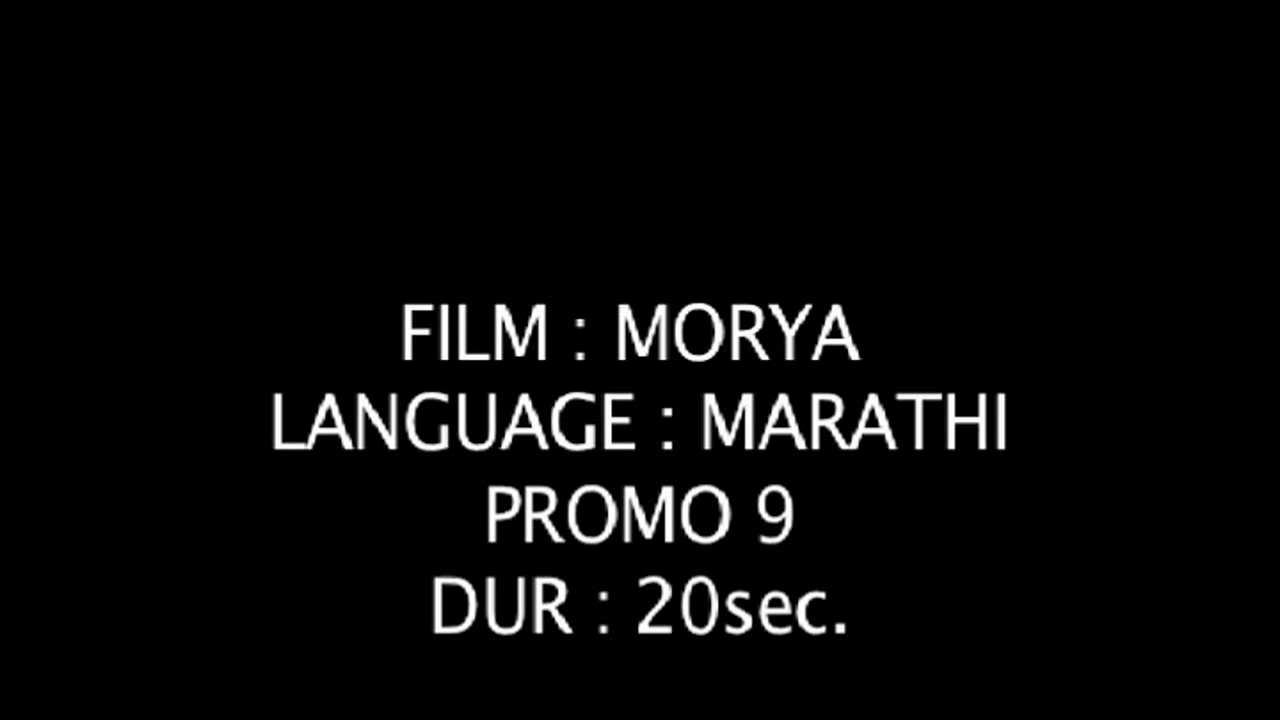 FILM : MORYA
LANGUAGE : MARATHI
PROMO 9
DUR : 20sec.